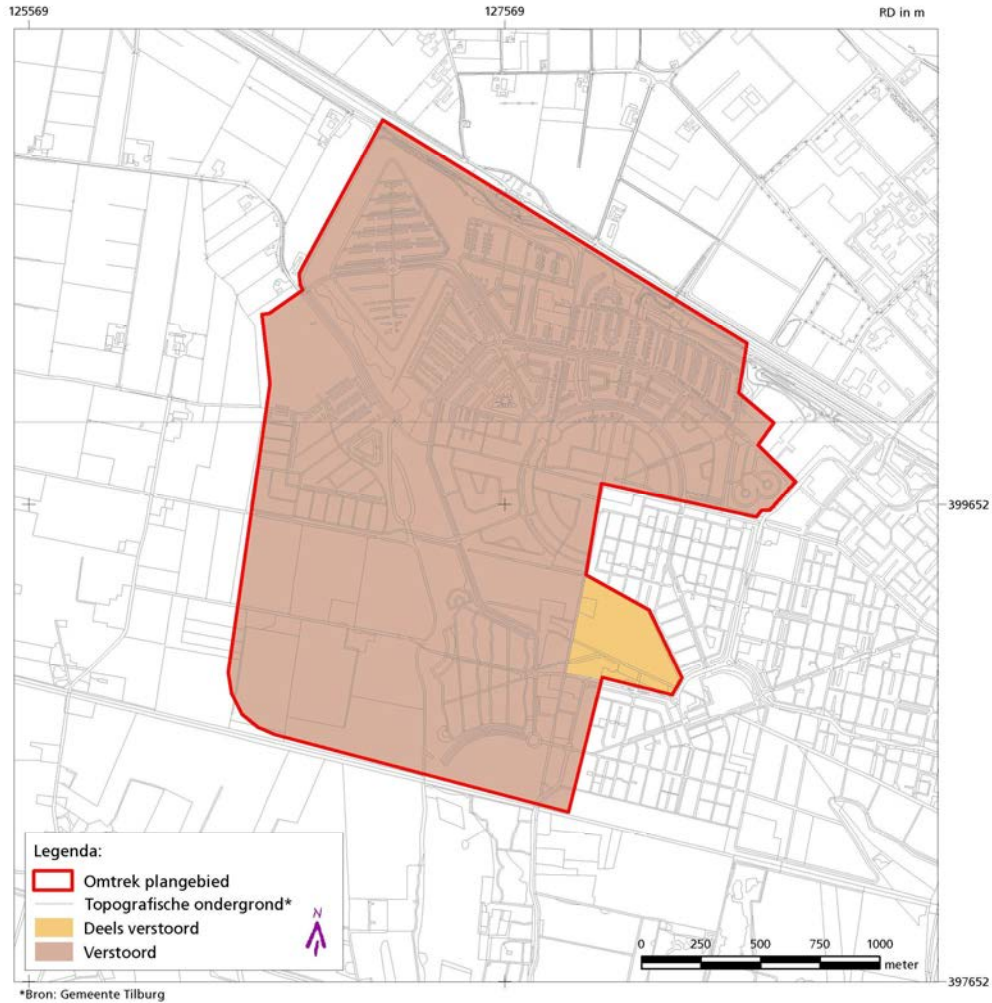 125569 127569 RD in m
399652
Legenda:
Omtrek plangebied
Topografische ondergrond*
Deels verstoord
Verstoord
N
0 250 500 750 1000
meter
397652
*Bron: Gemeente Tilburg